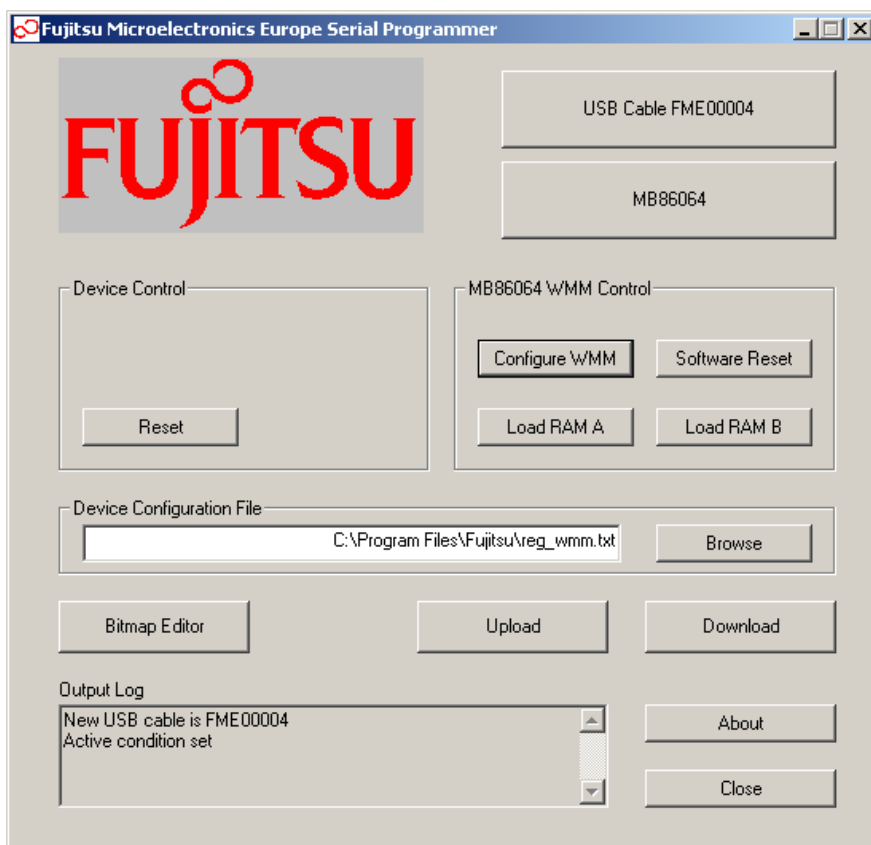 Fujitsu Microelectronics Europe Serial Programmer
FUJITSU
USB Cable FME00004
MB86064
Device Control
Reset
MB86064 WMM Control
Configure WMM
Software Reset
Load RAM A
Load RAM B
Device Configuration File
C:\Program Files\Fujitsu\reg_wmm.txt
Browse
Bitmap Editor
Upload
Download
Output Log
New USB cable is FME00004
Active condition set
About
Close